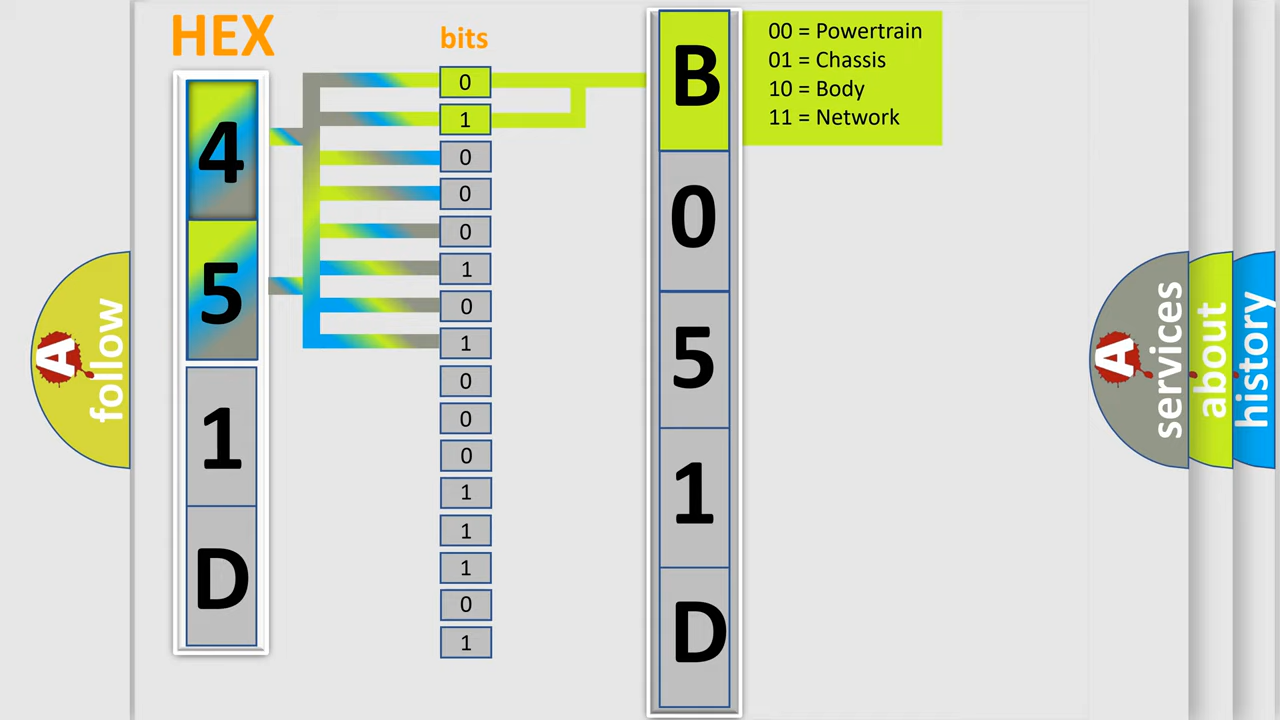 HEX
4
5
1
D
bits
0
1
0
0
0
1
0
1
0
0
0
1
1
1
0
1
B
0
5
1
D
00 = Powertrain
01 = Chassis
10 = Body
11 = Network
A follow
A services
about
history